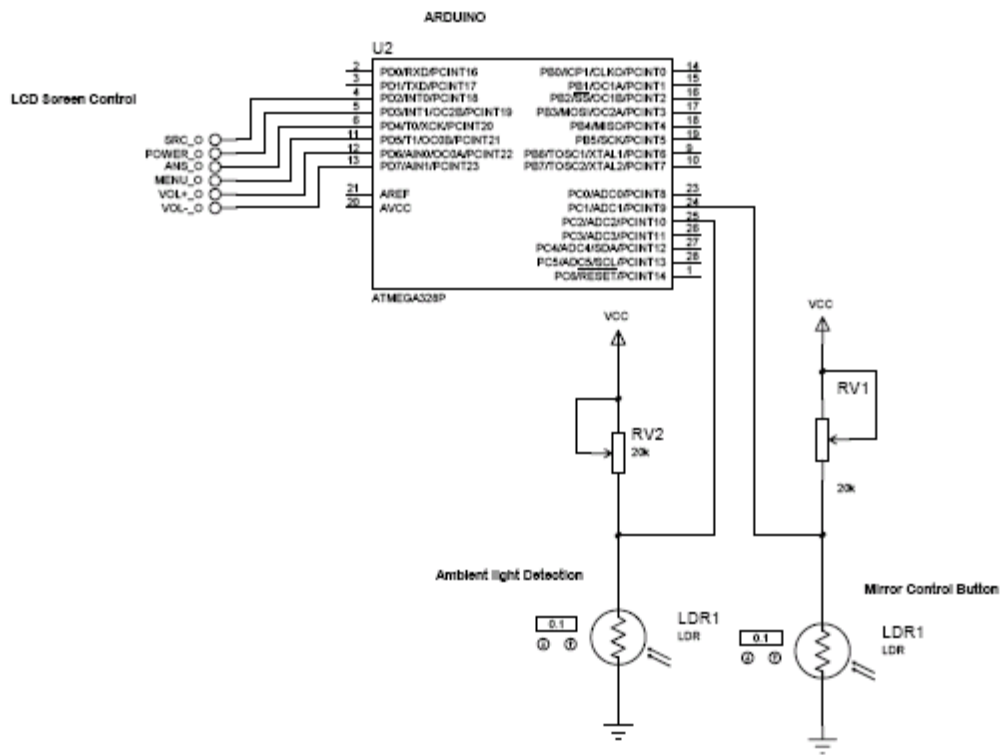 ARDUINO
U2
LCD Soreen Control
2 PD0/RXD/PCINT16
3 PD1/TXD/PCINT17
4 PD2/INT0/PCINT18
5 PD3/INT1/OC2B/PCINT19
6 PD4/T0/XCK/PCINT20
11 PD5/T1/OC0B/PCINT21
12 PD6/AIN0/OC0A/PCINT22
13 PD7/AIN1/PCINT23
21 AREF
20 AVCC
PB0/ICP1/CLKO/PCINT0 14
PB1/OC1A/PCINT1 15
PB2/SS/OC1B/PCINT2 16
PB3/MOSI/OC2A/PCINT3 17
PB4/MISO/PCINT4 18
PB5/SCK/PCINT5 19
PB6/TOSC1/XTAL1/PCINT6 9
PB7/TOSC2/XTAL2/PCINT7 10
PC0/ADC0/PCINT8 23
PC1/ADC1/PCINT9 24
PC2/ADC2/PCINT10 25
PC3/ADC3/PCINT11 26
PC4/ADC4/SDA/PCINT12 27
PC5/ADC5/SCL/PCINT13 28
PC6/RESET/PCINT14 1
SRC_O
POWER_O
ANS_O
MENU_O
VOL+_O
VOL-_O
ATMEGA328P
VCC
VCC
RV1
RV2
20k
20k
Ambient light Detection
Mirror Control Button
0.1
LDR1
LDR
0.1
LDR1
LDR